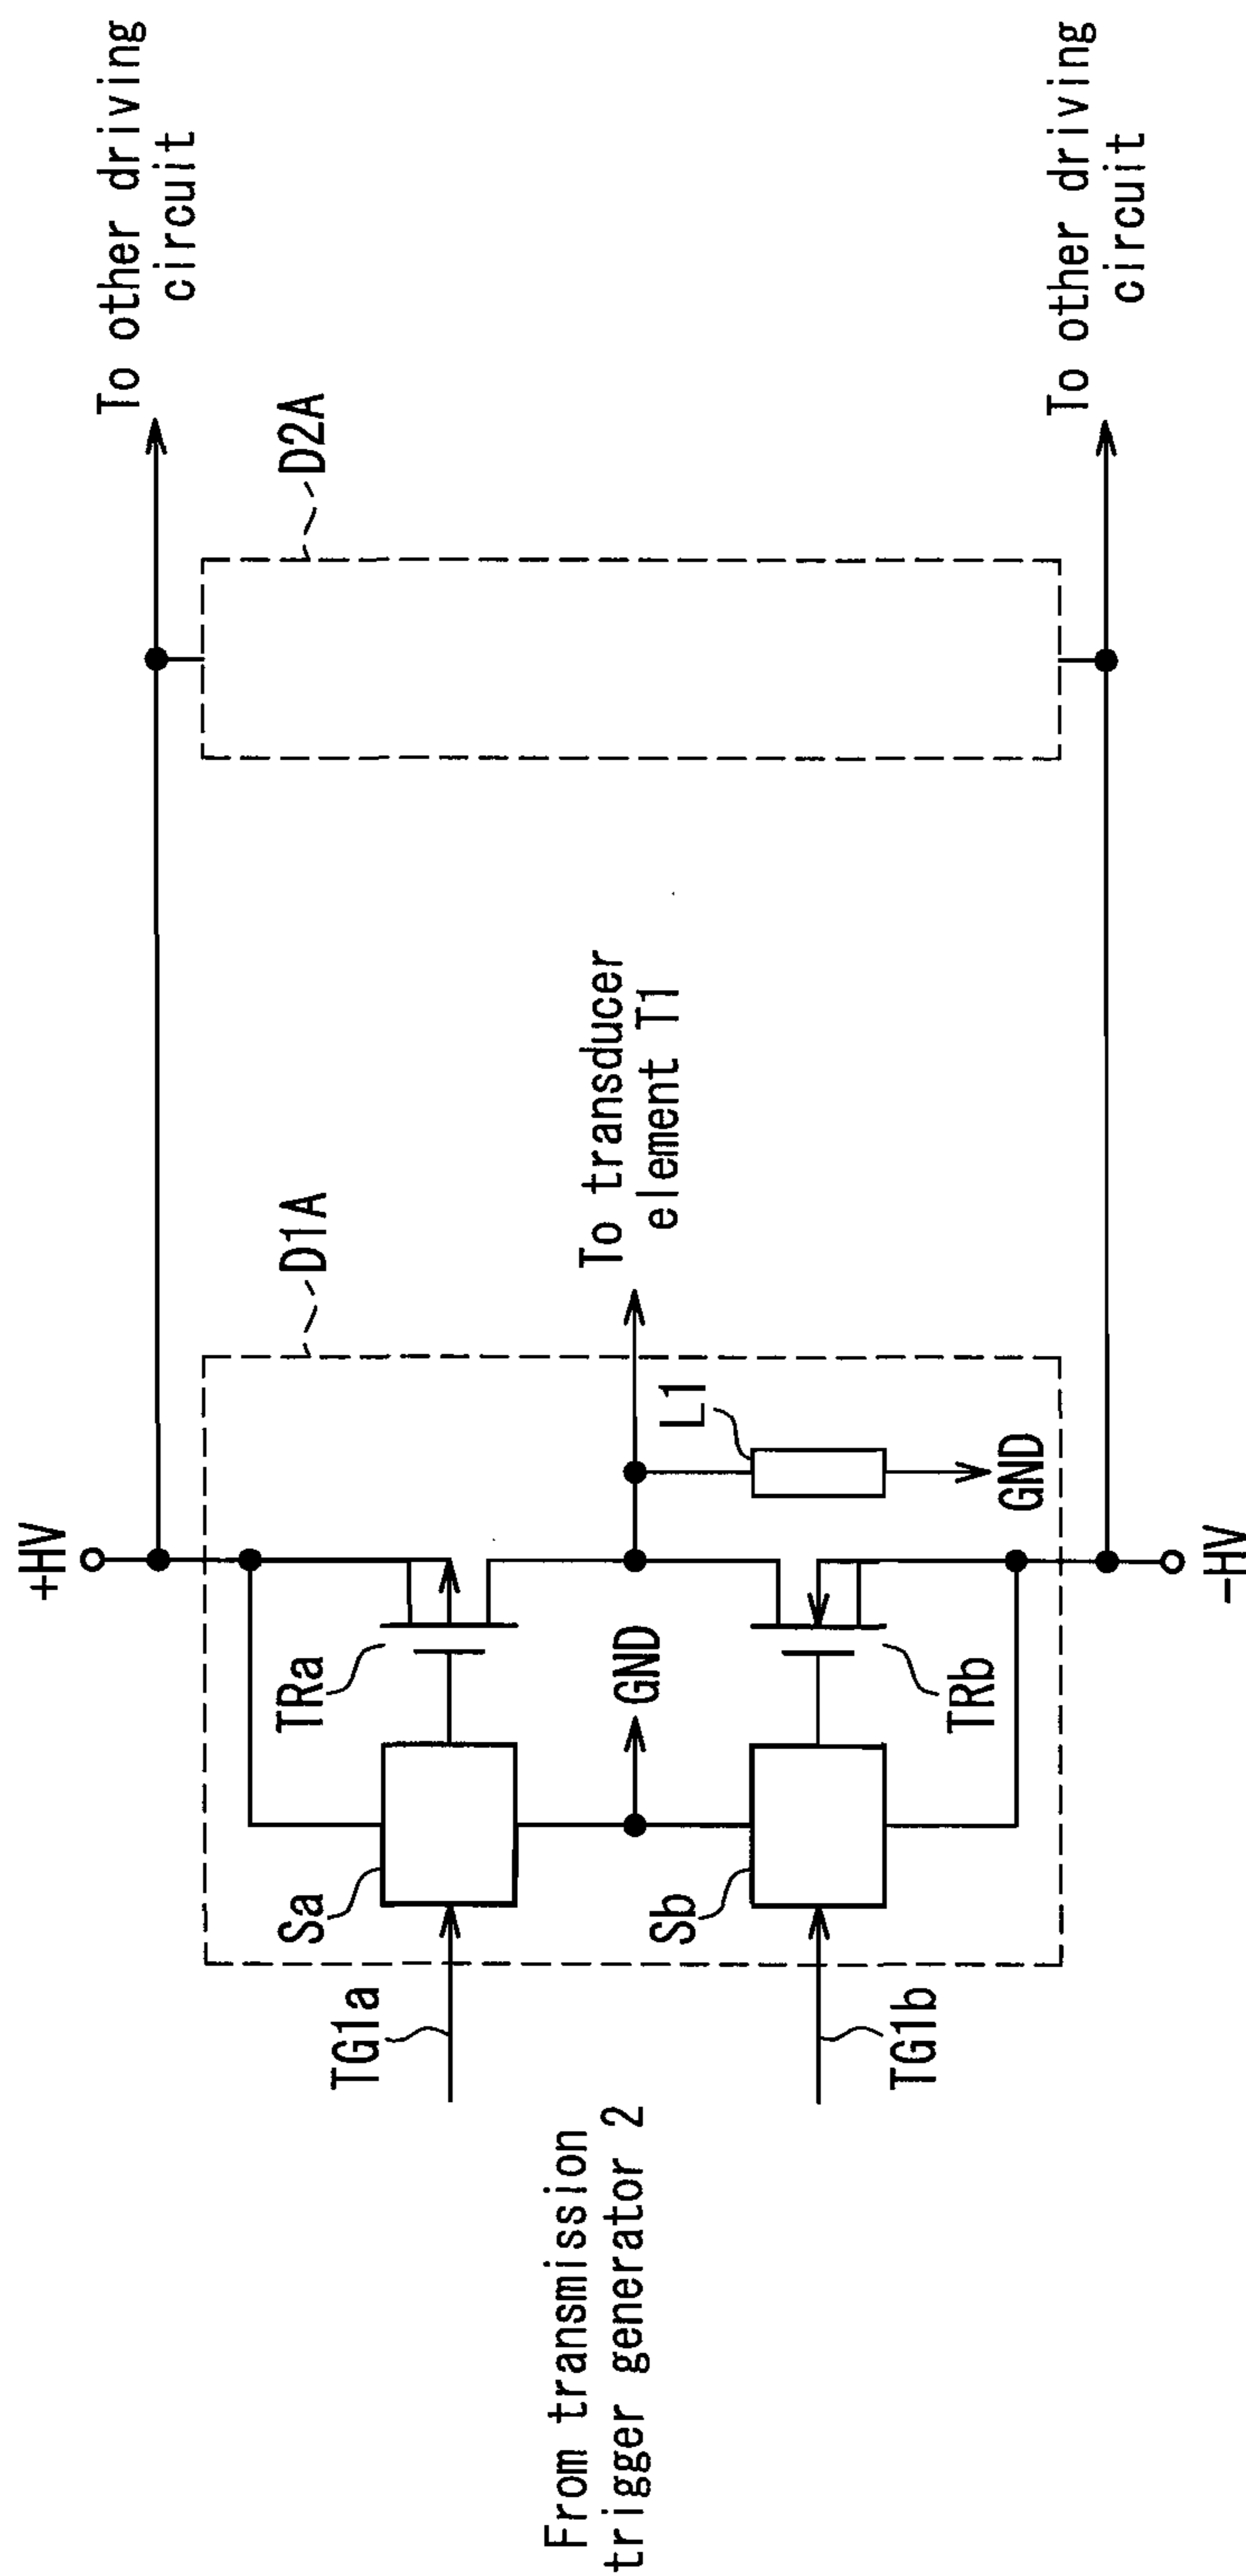 +HV
To other driving
circuit
D1A
D2A
TRa
Sa
TG1a
From transmission
trigger generator 2
GND
To transducer
element T1
L1
GND
Sb
TRb
TG1b
-HV
To other driving
circuit